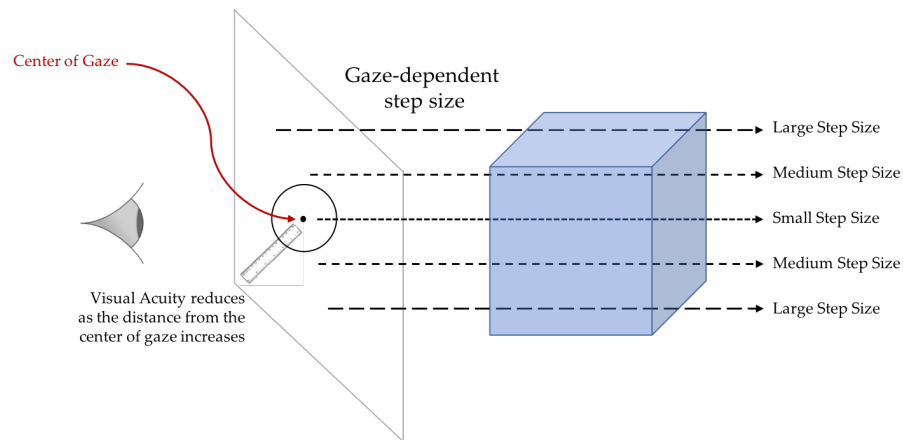 Center of Gaze
Gaze-dependent
step size
Large Step Size
Medium Step Size
Small Step Size
Medium Step Size
Large Step Size
Visual Acuity reduces
as the distance from the
center of gaze increases